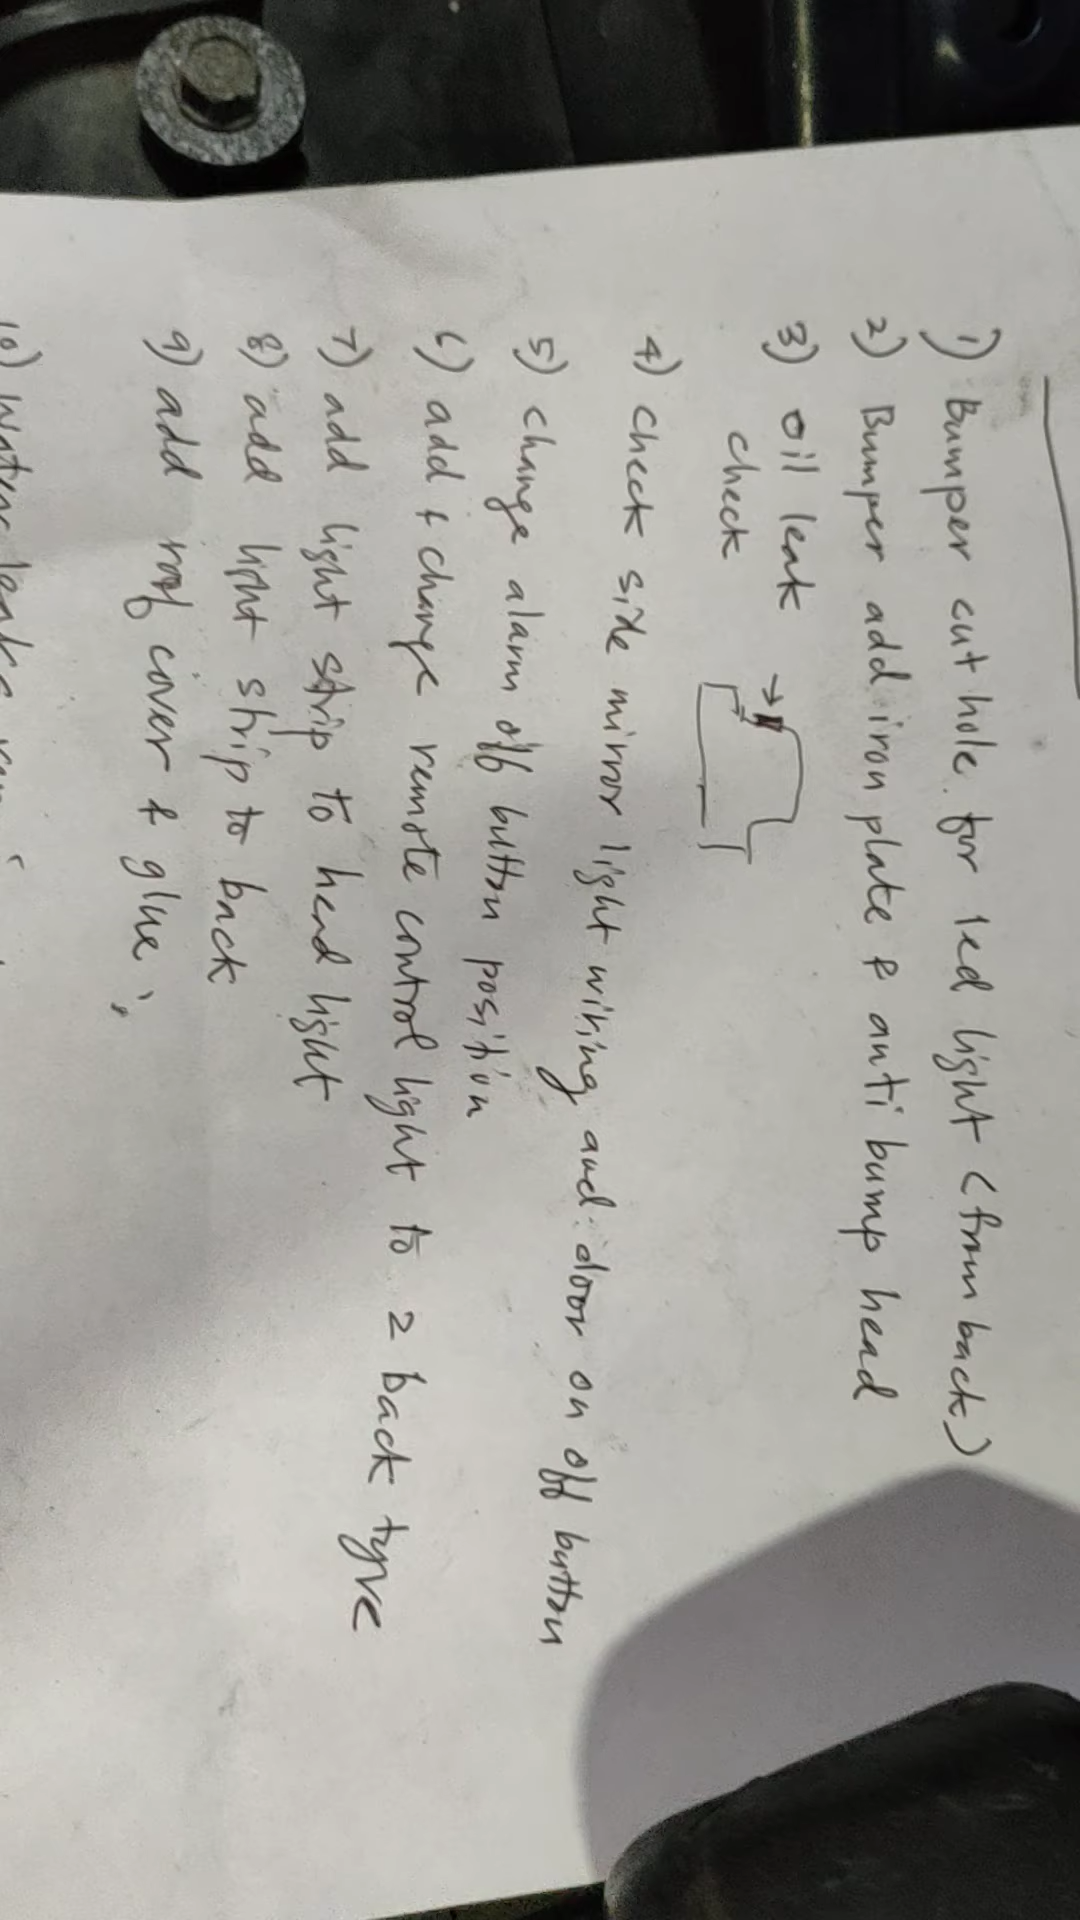 1) Bumper cut hole for led light (from back)
2) Bumper add iron plate & anti bump head
3) oil leak
check
4) check side mirror light wiring and door on off button
5) change alarm off button position
6) add & change remote control light to 2 back tyre
7) add light strip to head light
8) add light strip to back
9) add roof cover & glue
10) Water